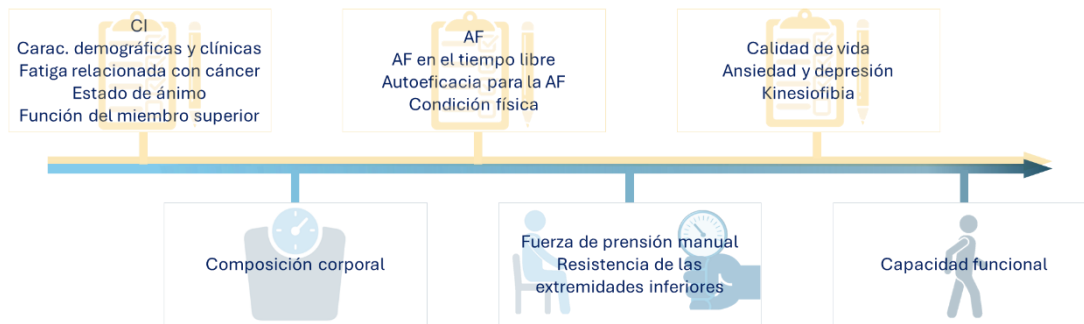 CI
Carac. demográficas y clínicas
Fatiga relacionada con cáncer
Estado de ánimo
Función del miembro superior
AF
AF en el tiempo libre
Autoeficacia para la AF
Condición física
Calidad de vida
Ansiedad y depresión
Kinesiofibia
Composición corporal
Fuerza de prensión manual
Resistencia de las
extremidades inferiores
Capacidad funcional